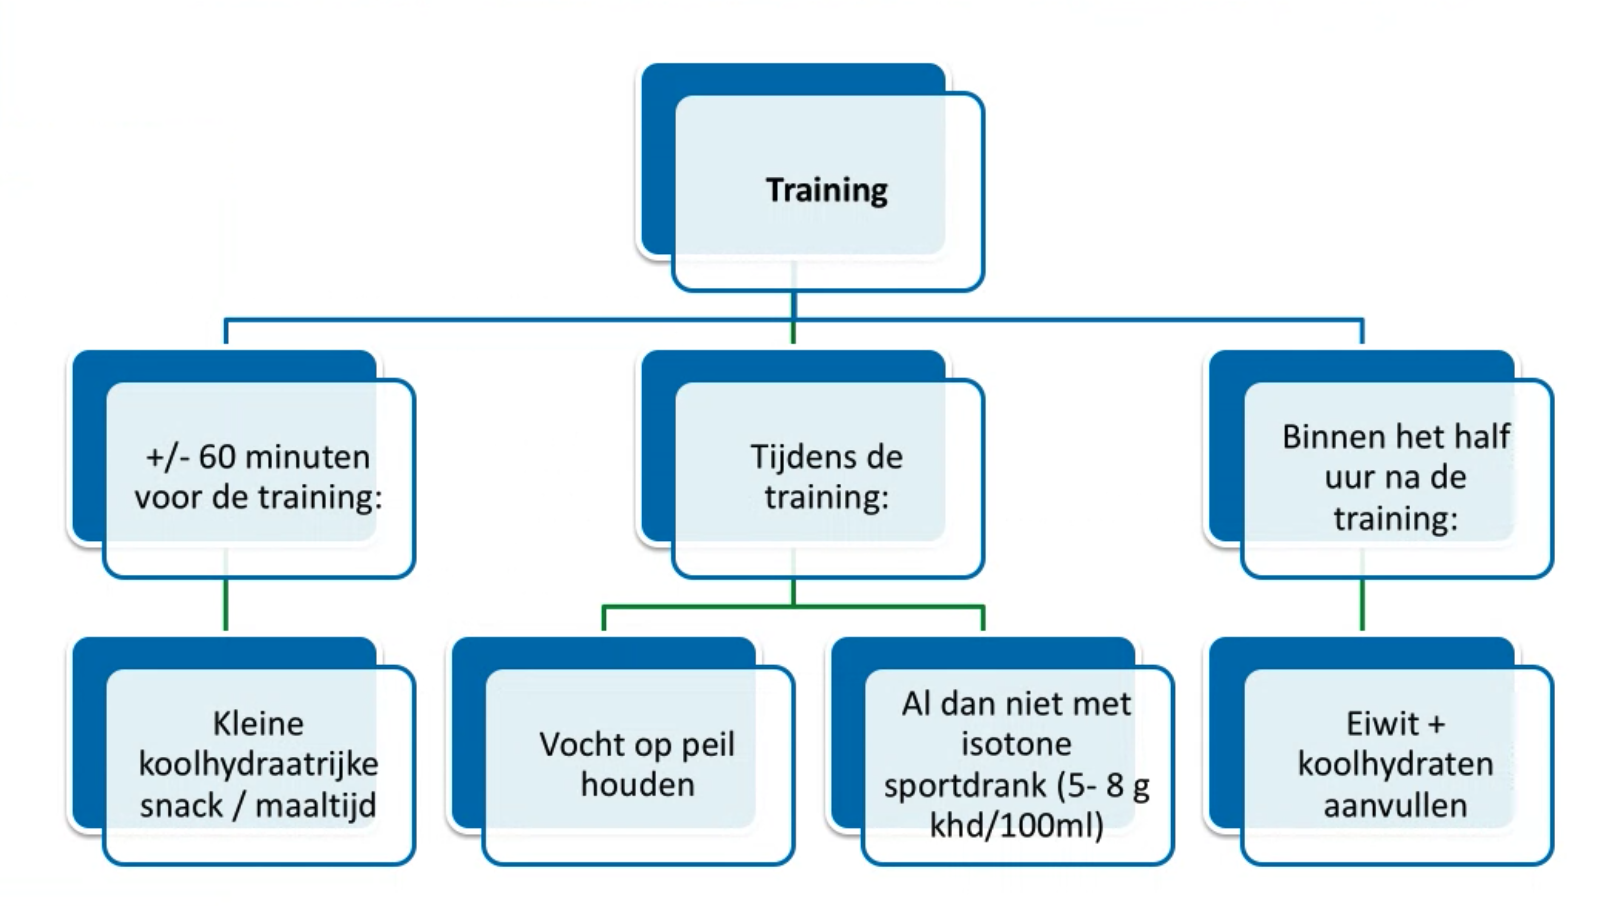 Training
+/- 60 minuten
voor de training:
Tijdens de
training:
Binnen het half
uur na de
training:
Kleine
koolhydraatrijke
snack / maaltijd
Vocht op peil
houden
Al dan niet met
isotone
sportdrank (5- 8 g
khd/100ml)
Eiwit +
koolhydraten
aanvullen